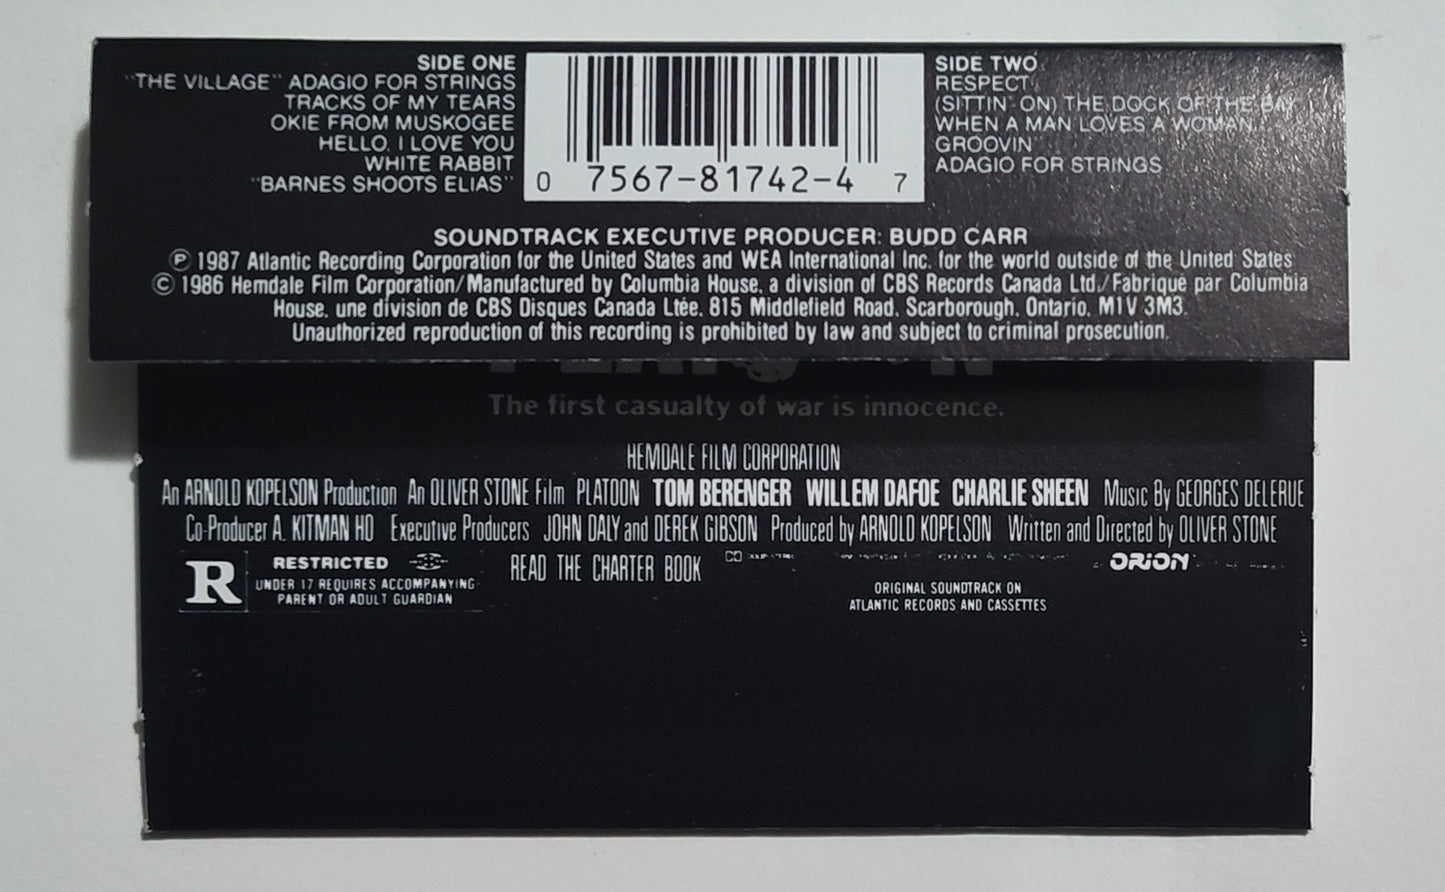 SIDE ONE
"THE VILLAGE" ADAGIO FOR STRINGS
TRACKS OF MY TEARS
OKIE FROM MUSKOGEE
HELLO, I LOVE YOU
WHITE RABBIT
"BARNES SHOOTS ELIAS"
0 7567-81742-4 7
SIDE TWO
RESPECT
(SITTIN' ON) THE DOCK OF THE BAY
WHEN A MAN LOVES A WOMAN
GROOVIN'
ADAGIO FOR STRINGS
SOUNDTRACK EXECUTIVE PRODUCER: BUDD CARR
℗ 1987 Atlantic Recording Corporation for the United States and WEA International Inc. for the world outside of the United States
© 1986 Hemdale Film Corporation/Manufactured by Columbia House, a division of CBS Records Canada Ltd./Fabriqué par Columbia
House, une división de CBS Disques Canada Ltée, 815 Middlefield Road, Scarborough, Ontario, M1V 3M3.
Unauthorized reproduction of this recording is prohibited by law and subject to criminal prosecution.
The first casualty of war is innocence.
HEMDALE FILM CORPORATION
An ARNOLD KOPELSON Production An OLIVER STONE Film PLATOON TOM BERENGER WILLEM DAFOE CHARLIE SHEEN Music By GEORGES DELERUE
Co-Producer A. KITMAN HO Executive Producers JOHN DALY and DEREK GIBSON Produced by ARNOLD KOPELSON Written and Directed by OLIVER STONE
R RESTRICTED
UNDER 17 REQUIRES ACCOMPANYING
PARENT OR ADULT GUARDIAN
READ THE CHARTER BOOK
ORIGINAL SOUNDTRACK ON
ATLANTIC RECORDS AND CASSETTES
ORION